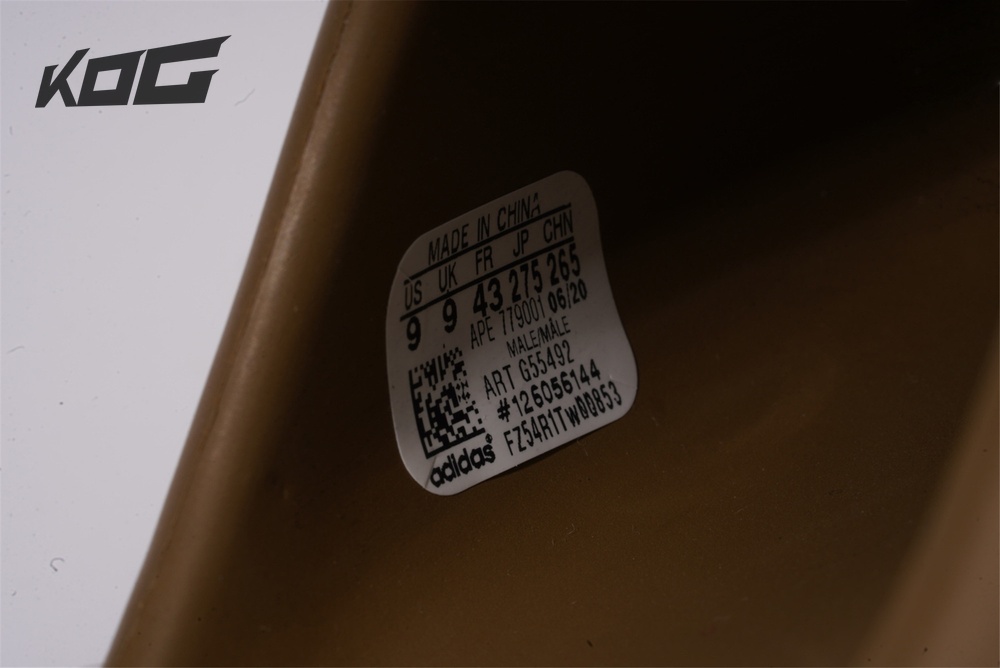 KOG
MADE IN CHINA
US UK FR JP CHN
9 9 43 275 265
APE 779001 06/20
MALE/MÂLE
ART G55492
#126056144
FZ54R1TW00853
adidas